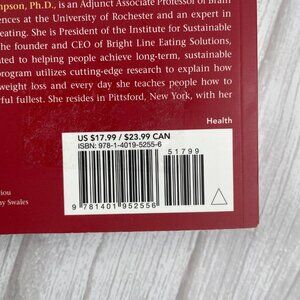 mpson, Ph.D., is an Adjunct Associate Professor of Brain
ences at the University of Rochester and an expert in
eating. She is President of the Institute for Sustainable
he founder and CEO of Bright Line Eating Solutions,
ated to helping people achieve long-term, sustainable
program utilizes cutting-edge research to explain how
weight loss and every day she teaches people how to
ful fullest. She resides in Pittsford, New York, with her
Health
US $17.99 / $23.99 CAN
ISBN: 978-1-4019-5255-6
51799
9 781401 952556
iou
ny Swales